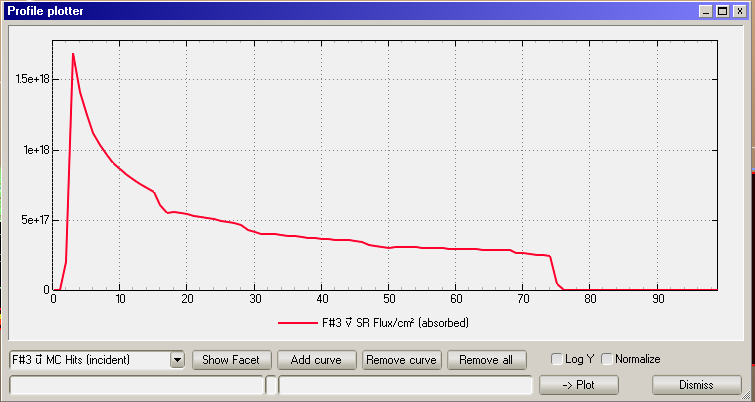 Profile plotter
1.5e+18
1e+18
5e+17
0
0 10 20 30 40 50 60 70 80 90
F#3 v⃗ SR Flux/cm² (absorbed)
F#3 u⃗ MC Hits (incident) Show Facet Add curve Remove curve Remove all Log Y Normalize
-> Plot Dismiss